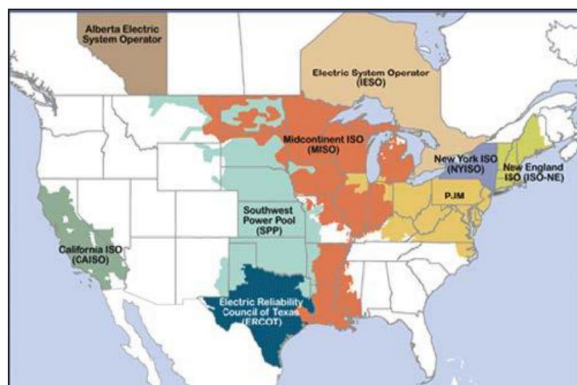 Alberta Electric
System Operator
Electric System Operator
(IESO)
Midcontinent ISO
(MISO)
New York ISO
(NYISO)
New England
ISO (ISO-NE)
PJM
Southwest
Power Pool
(SPP)
California ISO
(CAISO)
Electric Reliability
Council of Texas
(ERCOT)